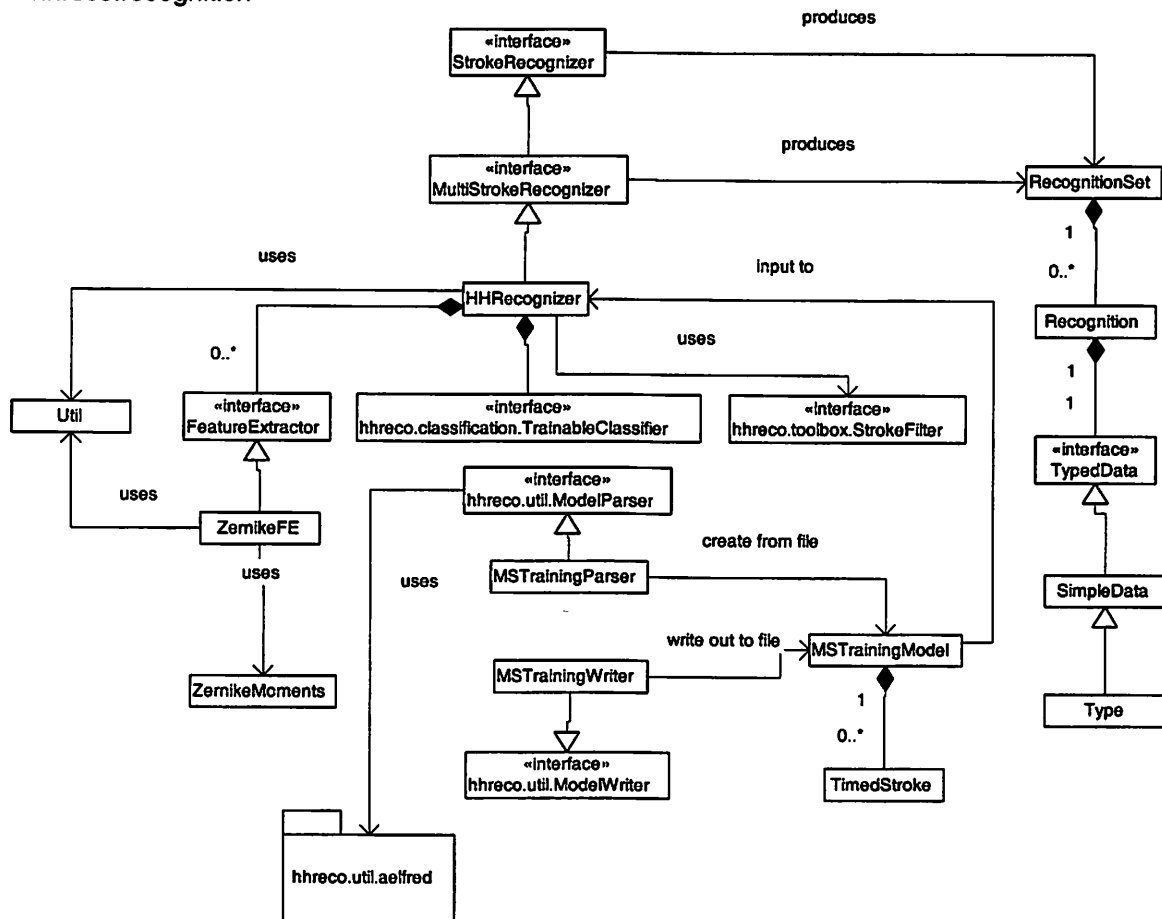 produces
«interface»
StrokeRecognizer
produces
«interface»
MultiStrokeRecognizer
RecognitionSet
1
uses
input to
0..*
HHRecognizer
Recognition
uses
0..*
1
1
Util
«interface»
FeatureExtractor
«interface»
hhreco.classification.TrainableClassifier
«interface»
hhreco.toolbox.StrokeFilter
«interface»
TypedData
«interface»
hhreco.util.ModelParser
uses
ZernikeFE
create from file
uses
uses
MSTrainingParser
SimpleData
write out to file
MSTrainingModel
MSTrainingWriter
ZernikeMoments
1
Type
0..*
«interface»
hhreco.util.ModelWriter
TimedStroke
hhreco.util.aelfred